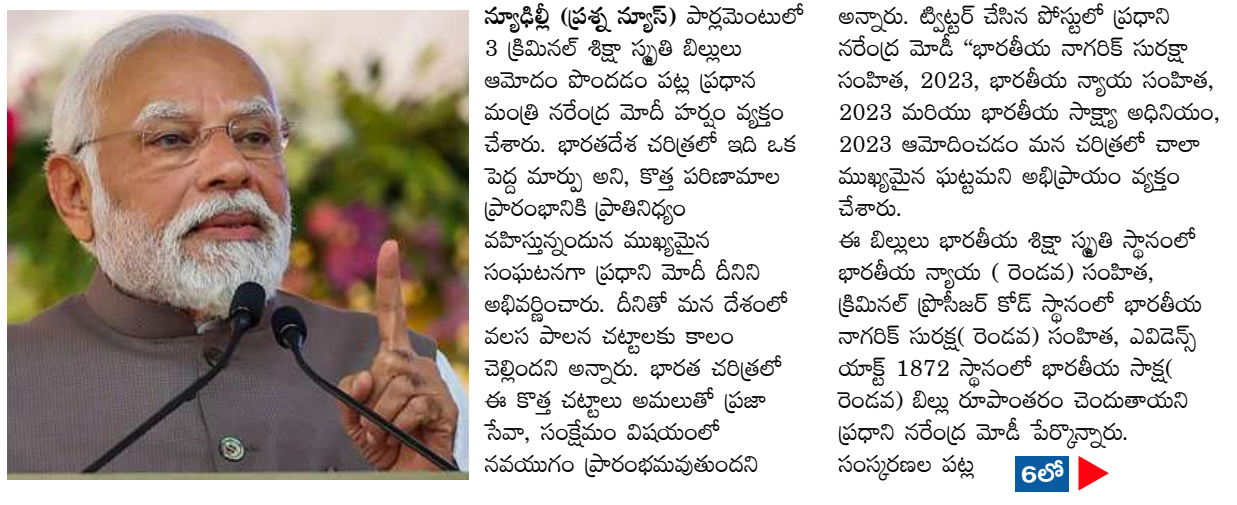 న్యూఢిల్లీ (ప్రశ్న న్యూస్) పార్లమెంటులో
3 క్రిమినల్ శిక్షా స్మృతి బిల్లులు
ఆమోదం పొందడం పట్ల ప్రధాన
మంత్రి నరేంద్ర మోదీ హర్షం వ్యక్తం
చేశారు. భారతదేశ చరిత్రలో ఇది ఒక
పెద్ద మార్పు అని, కొత్త పరిణామాల
ప్రారంభానికి ప్రాతినిధ్యం
వహిస్తున్నందున ముఖ్యమైన
సంఘటనగా ప్రధాని మోదీ దీనిని
అభివర్ణించారు. దీనితో మన దేశంలో
వలస పాలన చట్టాలకు కాలం
చెల్లిందని అన్నారు. భారత చరిత్రలో
ఈ కొత్త చట్టాలు అమలుతో ప్రజా
సేవా, సంక్షేమం విషయంలో
నవయుగం ప్రారంభమవుతుందని
అన్నారు. ట్విట్టర్ చేసిన పోస్టులో ప్రధాని
నరేంద్ర మోడీ “భారతీయ నాగరిక్ సురక్షా
సంహిత, 2023, భారతీయ న్యాయ సంహిత,
2023 మరియు భారతీయ సాక్ష్యా అధినియం,
2023 ఆమోదించడం మన చరిత్రలో చాలా
ముఖ్యమైన ఘట్టమని అభిప్రాయం వ్యక్తం
చేశారు.
ఈ బిల్లులు భారతీయ శిక్షా స్మృతి స్థానంలో
భారతీయ న్యాయ ( రెండవ) సంహిత,
క్రిమినల్ ప్రొసీజర్ కోడ్ స్థానంలో భారతీయ
నాగరిక్ సురక్ష( రెండవ) సంహిత, ఎవిడెన్స్
యాక్ట్ 1872 స్థానంలో భారతీయ సాక్ష(
రెండవ) బిల్లు రూపాంతరం చెందుతాయని
ప్రధాని నరేంద్ర మోడీ పేర్కొన్నారు.
సంస్కరణల పట్ల 6లో